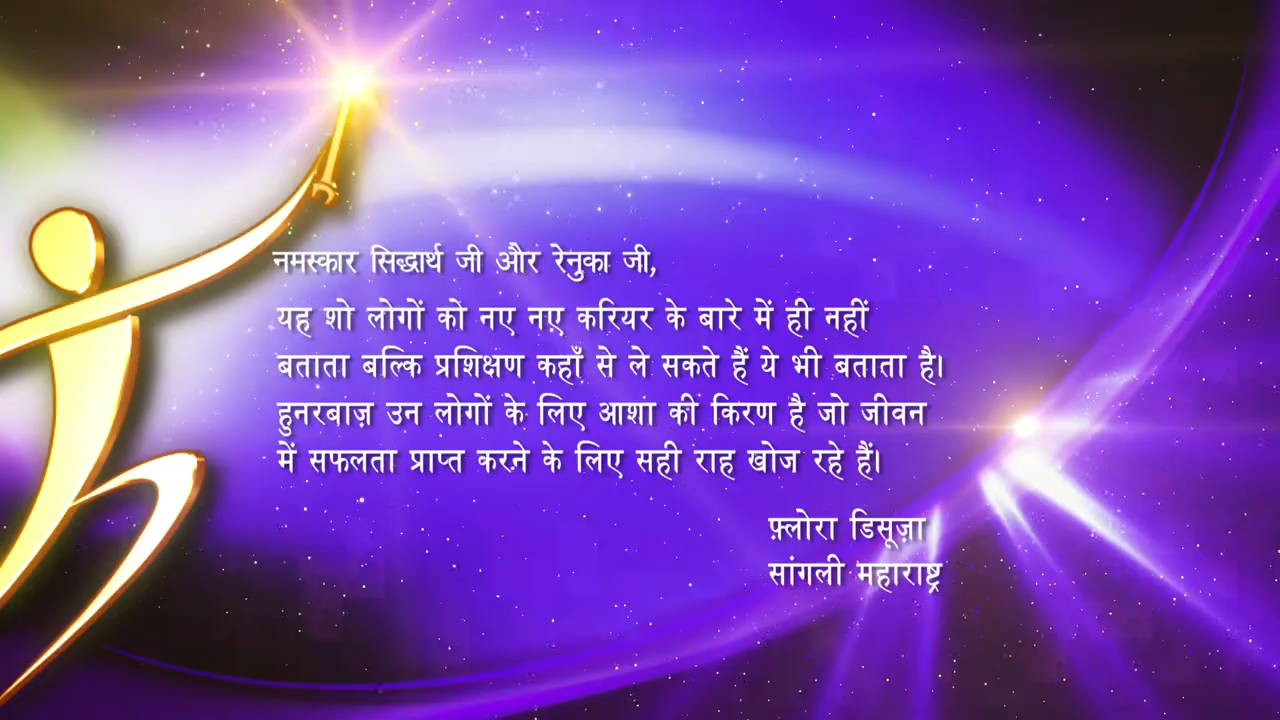 नमस्कार सिद्धार्थ जी और रेनुका जी,
यह शो लोगों को नए नए करियर के बारे में ही नहीं
बताता बल्कि प्रशिक्षण कहाँ से ले सकते हैं ये भी बताता है।
हुनरबाज़ उन लोगों के लिए आशा की किरण है जो जीवन
में सफलता प्राप्त करने के लिए सही राह खोज रहे हैं।
फ़्लोरा डिसूज़ा
सांगली महाराष्ट्र